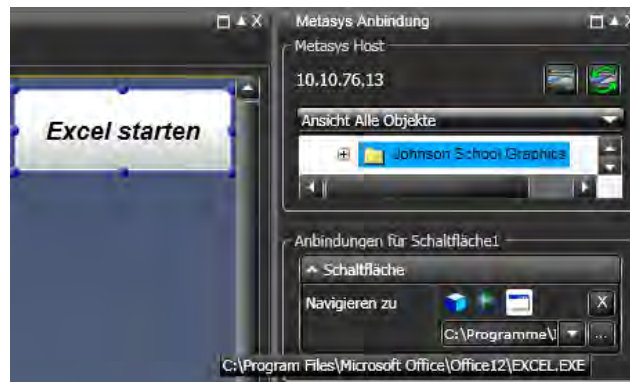 Metasys Anbindung
Metasys Host
10.10.76.13
Excel starten
Ansicht Alle Objekte
Johnson School Graphics
Anbindungen für Schaltfläche1
Schaltfläche
Navigieren zu
X
C:\Programme\
...
C:\Program Files\Microsoft Office\Office12\EXCEL.EXE